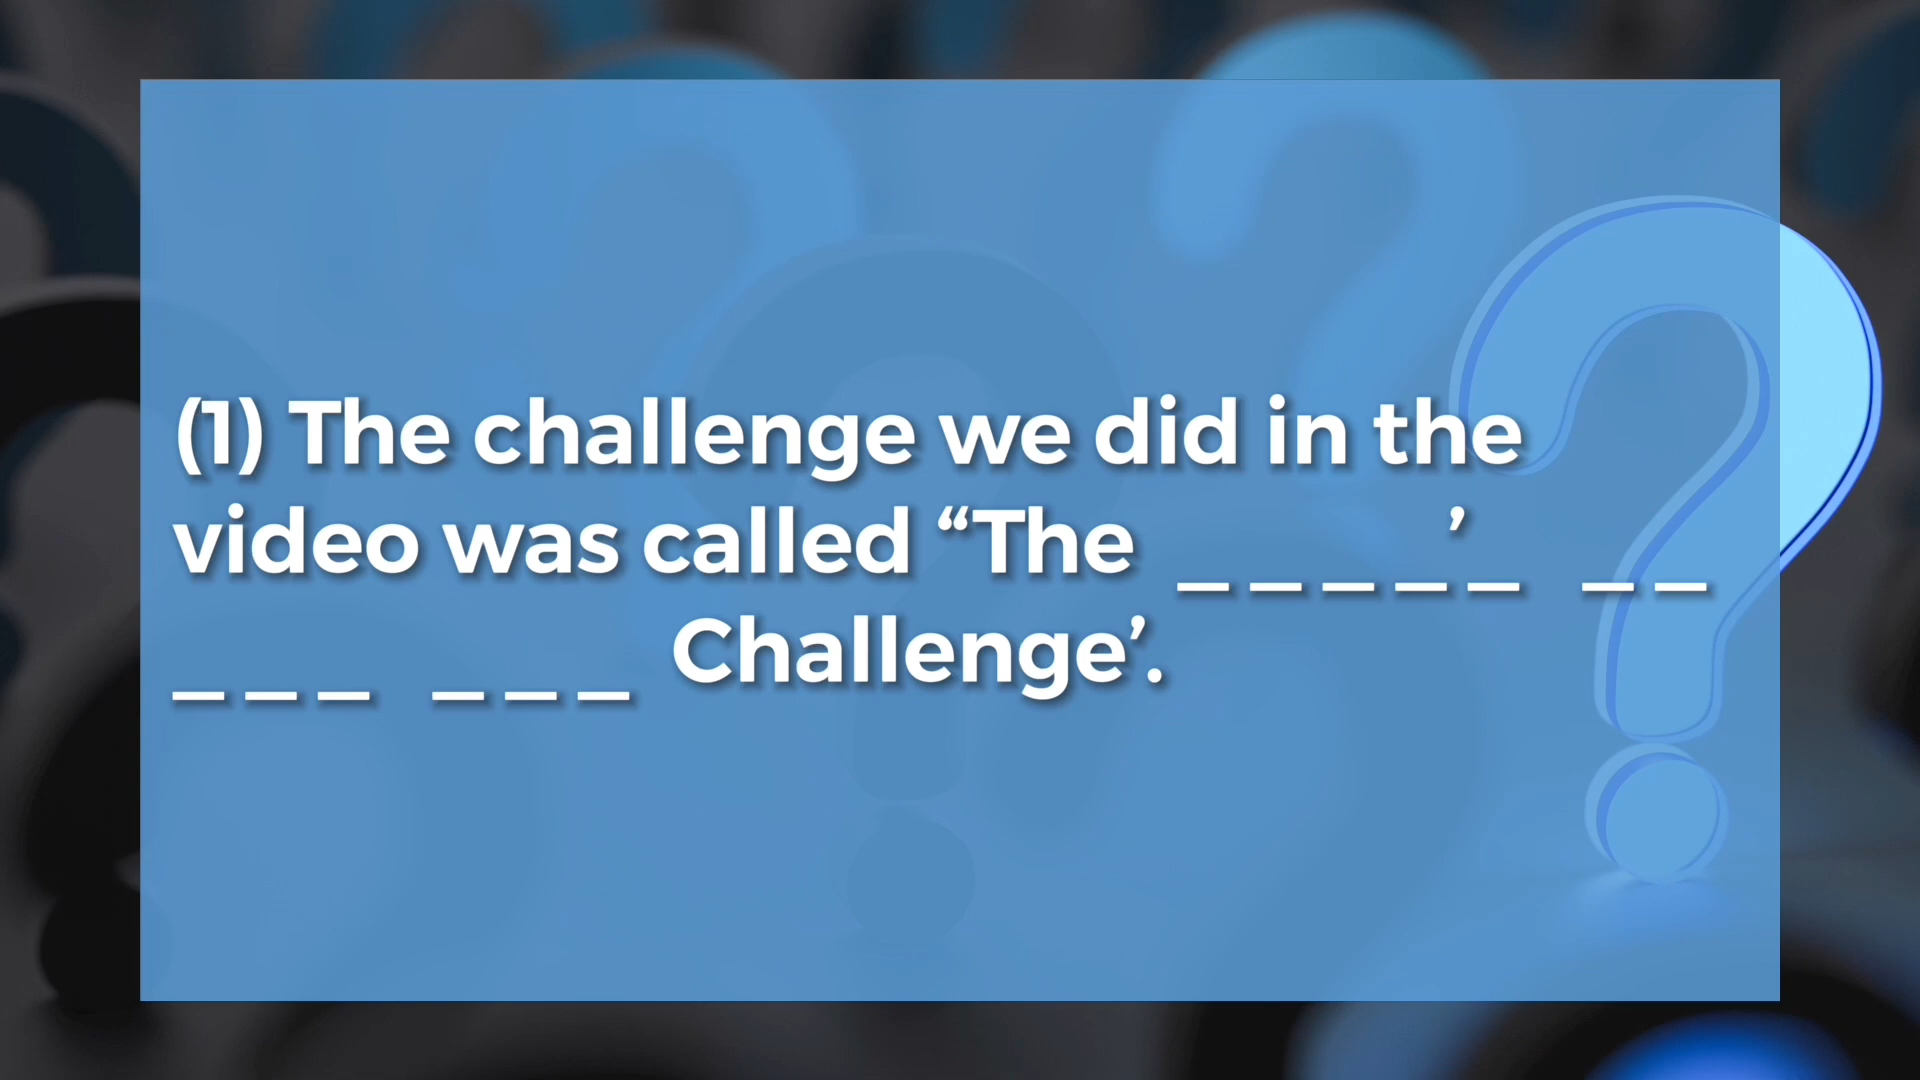 (1) The challenge we did in the
video was called “The _ _ _ _ ’ _ _ _
_ _ _ _ _ _ Challenge’.